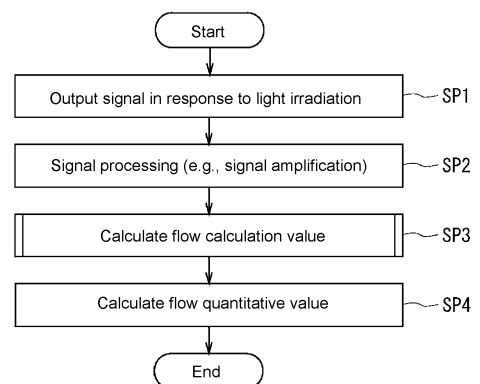 Start
Output signal in response to light irradiation
SP1
Signal processing (e.g., signal amplification)
SP2
Calculate flow calculation value
SP3
Calculate flow quantitative value
SP4
End